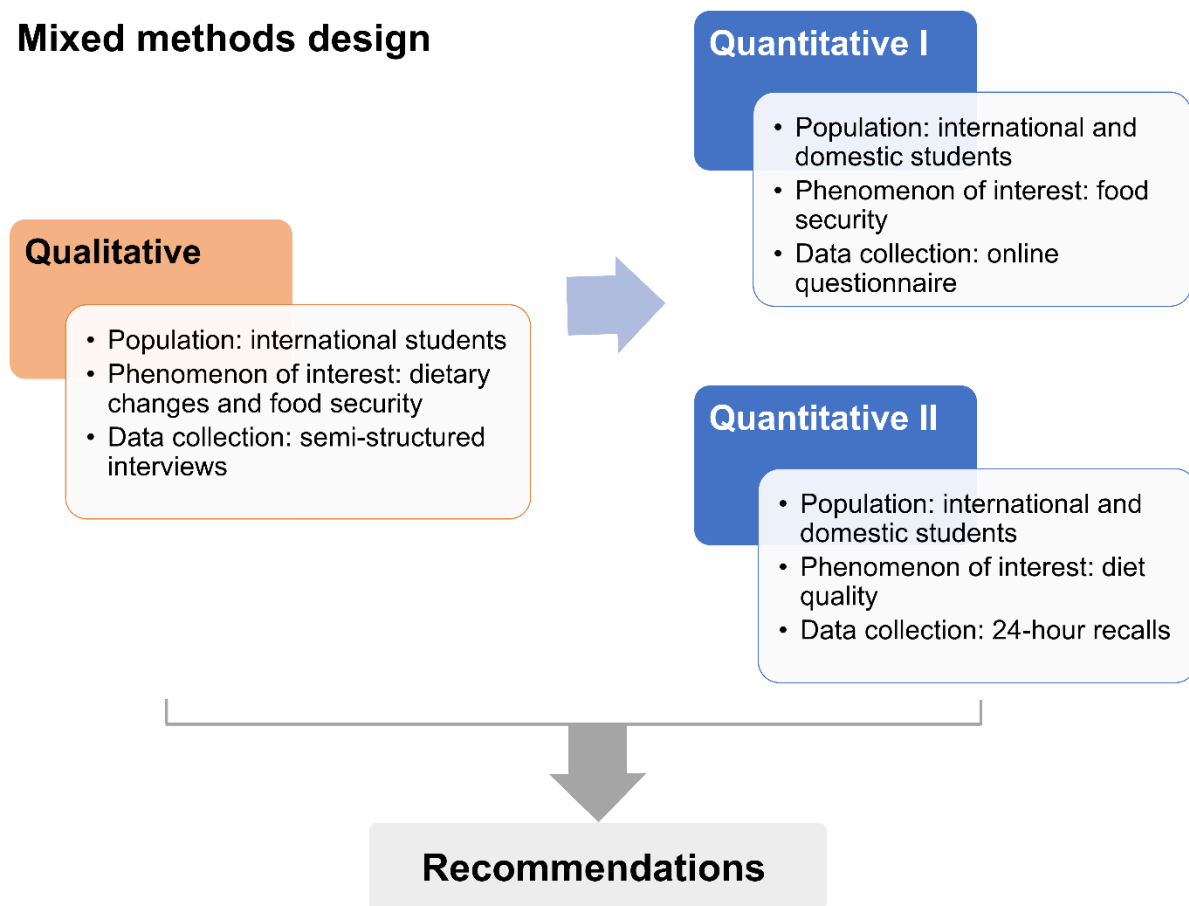 Mixed methods design
Qualitative
• Population: international students
• Phenomenon of interest: dietary
changes and food security
• Data collection: semi-structured
interviews
Quantitative I
• Population: international and
domestic students
• Phenomenon of interest: food
security
• Data collection: online
questionnaire
Quantitative II
• Population: international and
domestic students
• Phenomenon of interest: diet
quality
• Data collection: 24-hour recalls
Recommendations